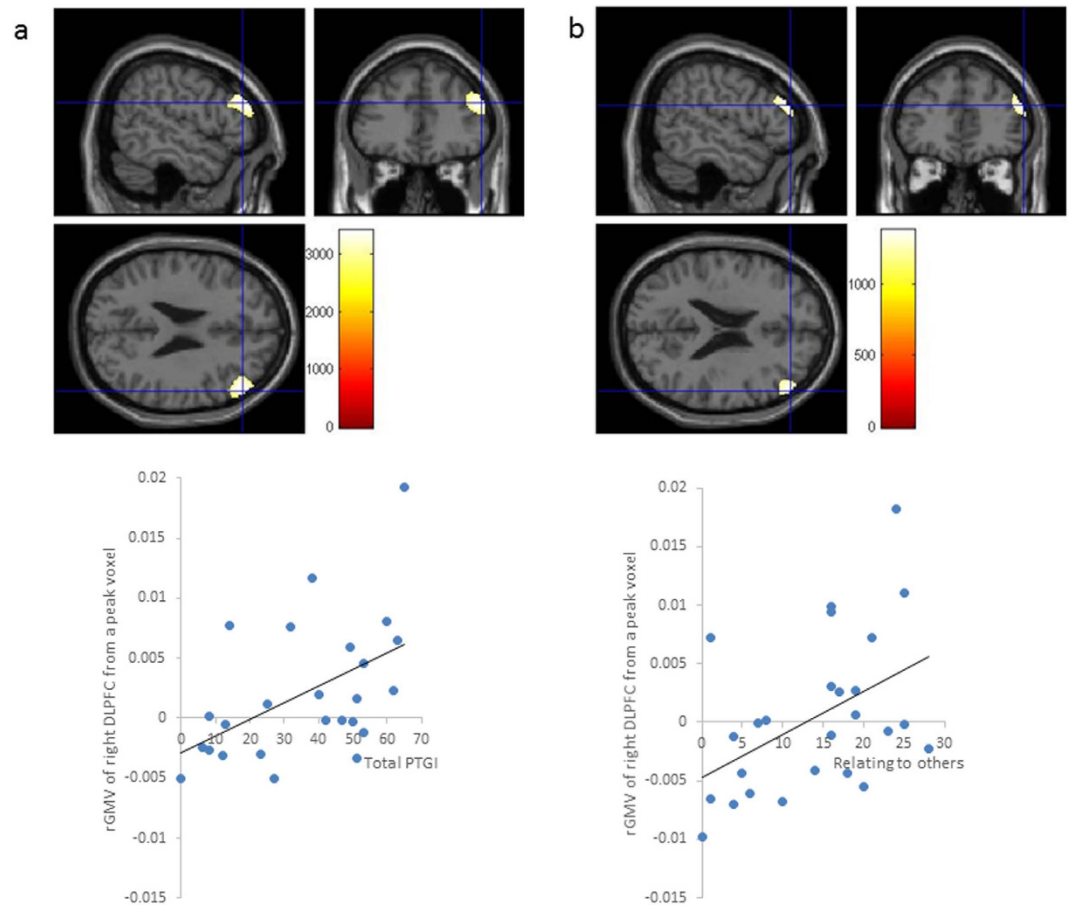 a
b
3000
2000
1000
0
1000
500
0
rGMV of right DLPFC from a peak voxel
0.02
0.015
0.01
0.005
0
-0.005
-0.01
-0.015
0 10 20 30 40 50 60 70
Total PTGI
rGMV of right DLPFC from a peak voxel
0.02
0.015
0.01
0.005
0
-0.005
-0.01
-0.015
0 5 10 15 20 25 30
Relating to others